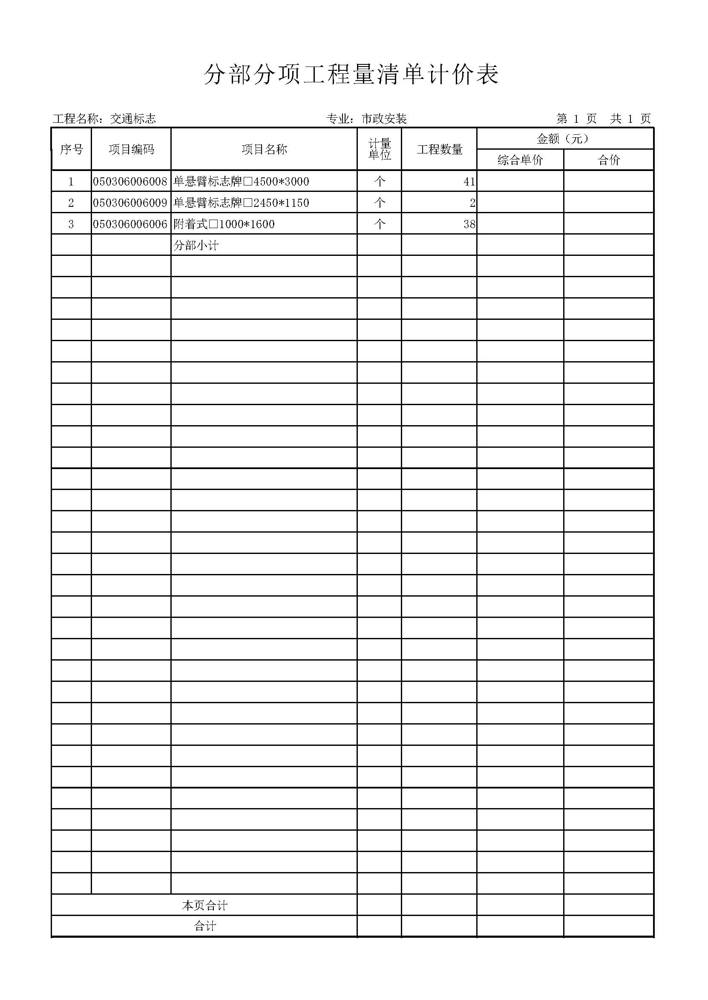 分部分项工程量清单计价表
工程名称：交通标志 专业：市政安装 第 1 页 共 1 页
序号 项目编码 项目名称 计量单位 工程数量 金额（元）
综合单价 合价
1 050306006008 单悬臂标志牌□4500*3000 个 41
2 050306006009 单悬臂标志牌□2450*1150 个 2
3 050306006006 附着式□1000*1600 个 38
分部小计
本页合计
合计